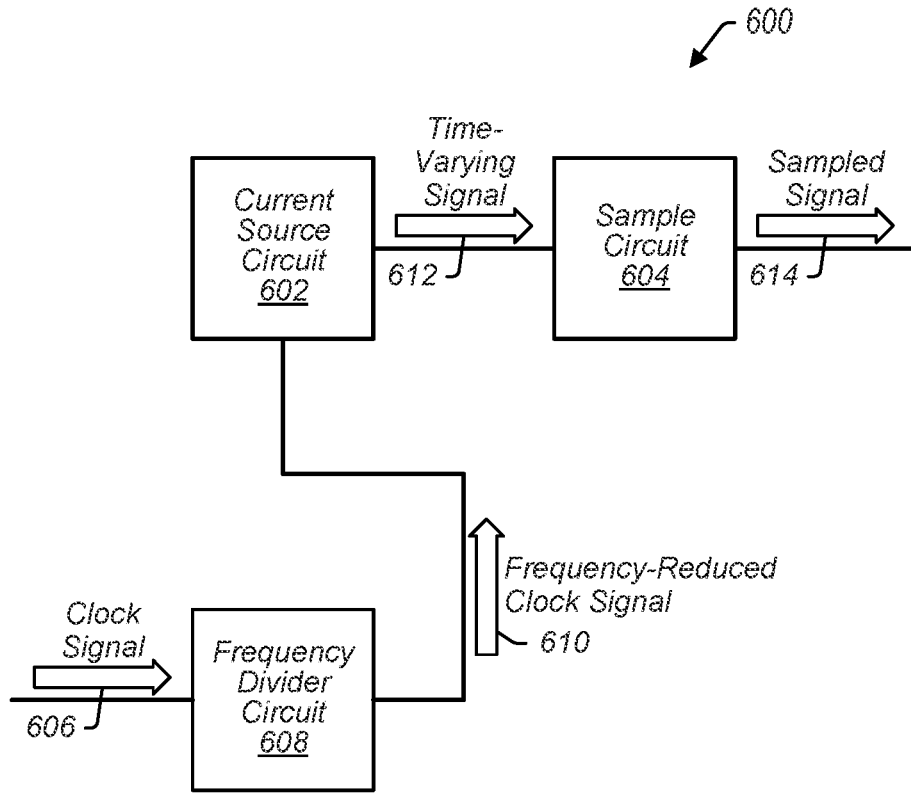 600
Time-
Varying
Signal
612
Current
Source
Circuit
602
Sample
Circuit
604
Sampled
Signal
614
Frequency-Reduced
Clock Signal
610
Clock
Signal
606
Frequency
Divider
Circuit
608